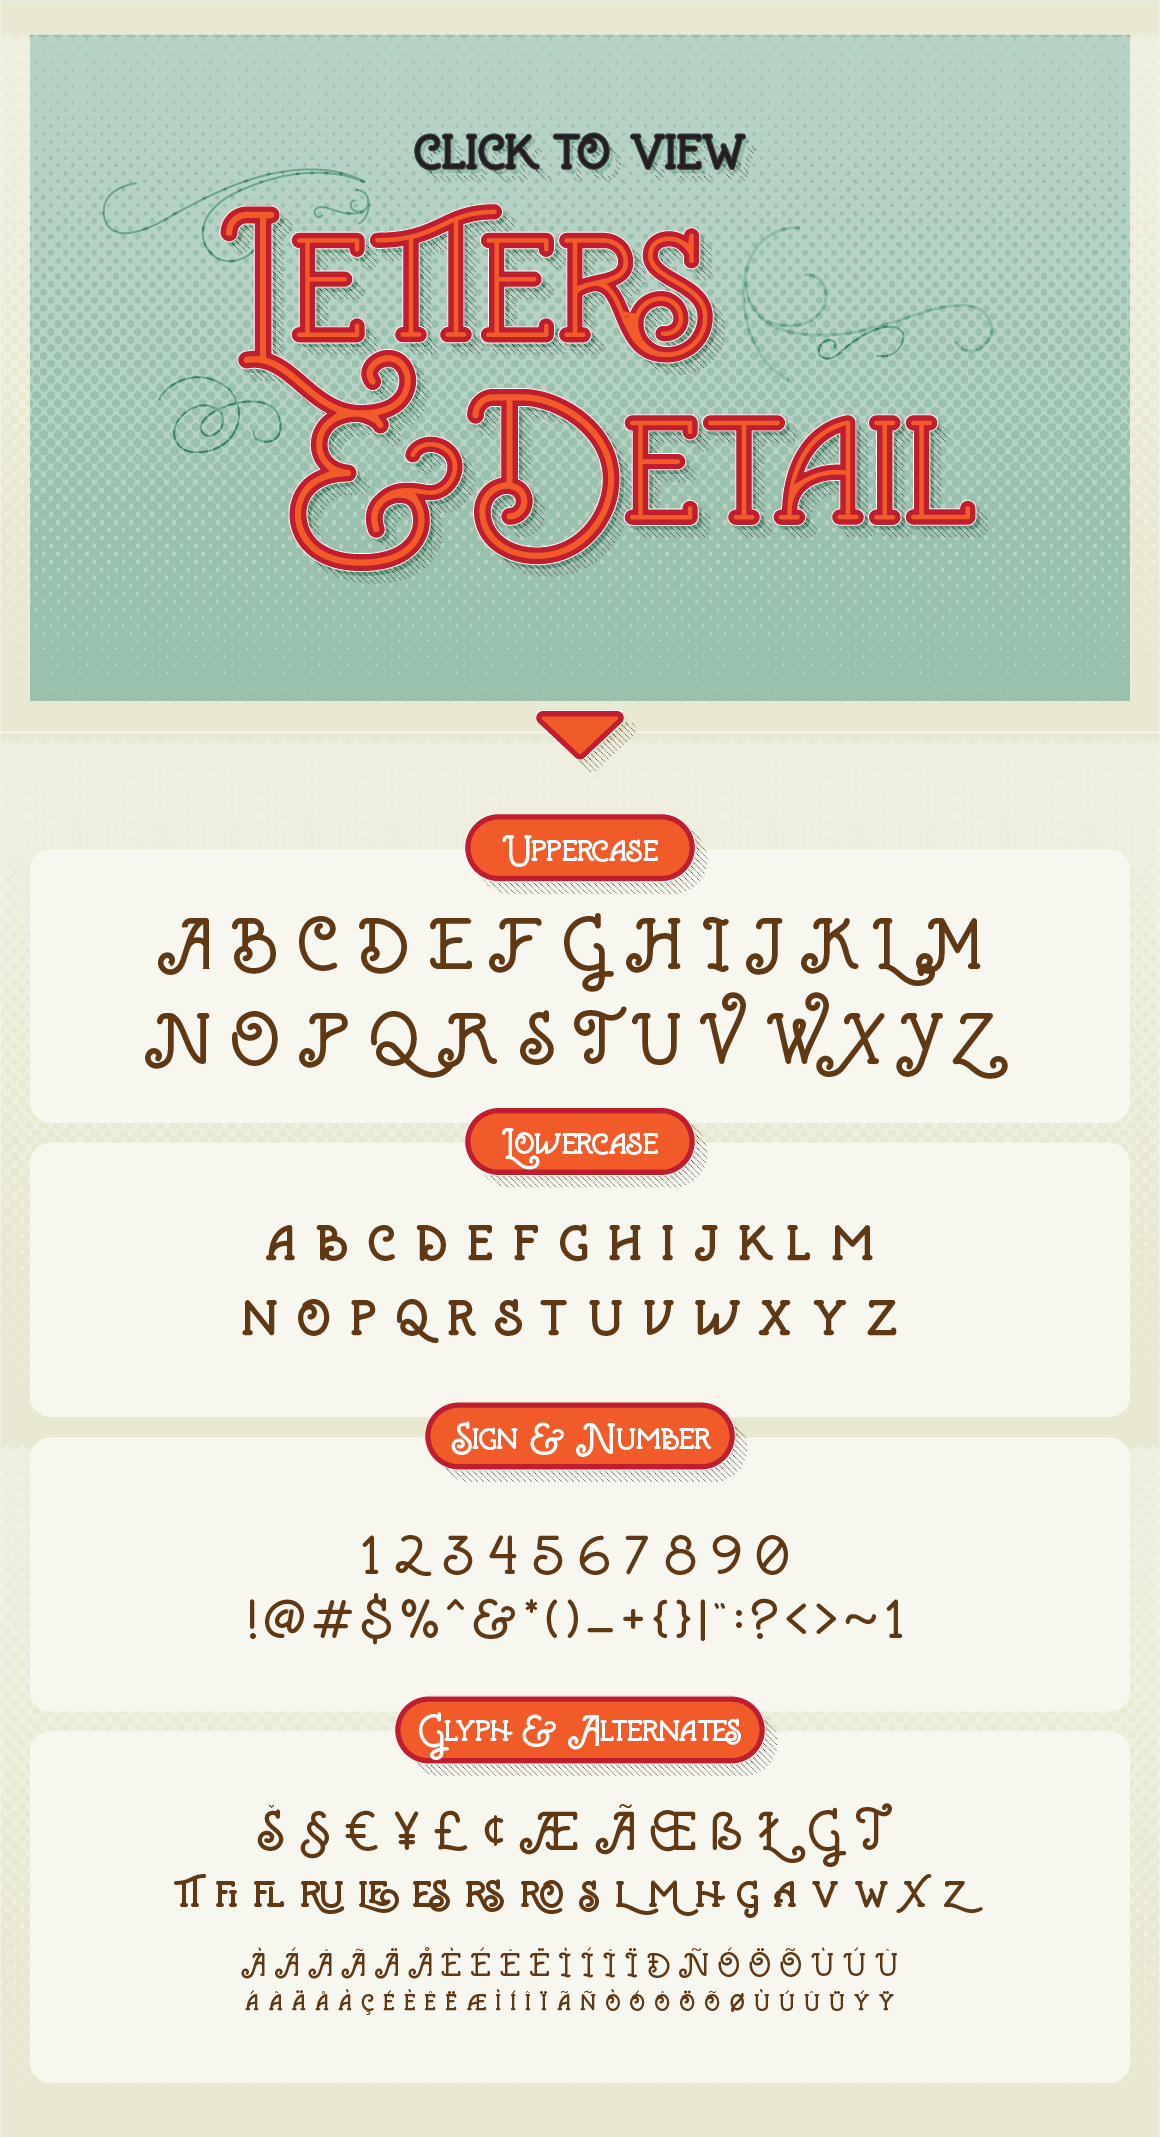 CLICK TO VIEW
LETTERS
& DETAIL
UPPERCASE
A B C D E F G H I J K L M
N O P Q R S T U V W X Y Z
LOWERCASE
A B C D E F G H I J K L M
N O P Q R S T U V W X Y Z
SIGN & NUMBER
1 2 3 4 5 6 7 8 9 0
! @ # $ % ^ & * ( ) _ + { } | ¨ : ? < > ~ 1
GLYPH & ALTERNATES
Š § € ¥ £ ¢ Æ Ã Œ ß Ł G T
TT FI FL RU LE ES RS RO S L M H G A V W X Z
À Á Â Ã Ä Å È É Ê Ë Ì Í Î Ï Ð Ñ Ó Ö Õ Ù Ú Û
Á Â Ä Å À Ç É È Ê Ë Æ Ì Í Î Ï Ã Ñ Ò Ó Ô Ö Õ Ø Ù Ú Û Ü Ý Ÿ